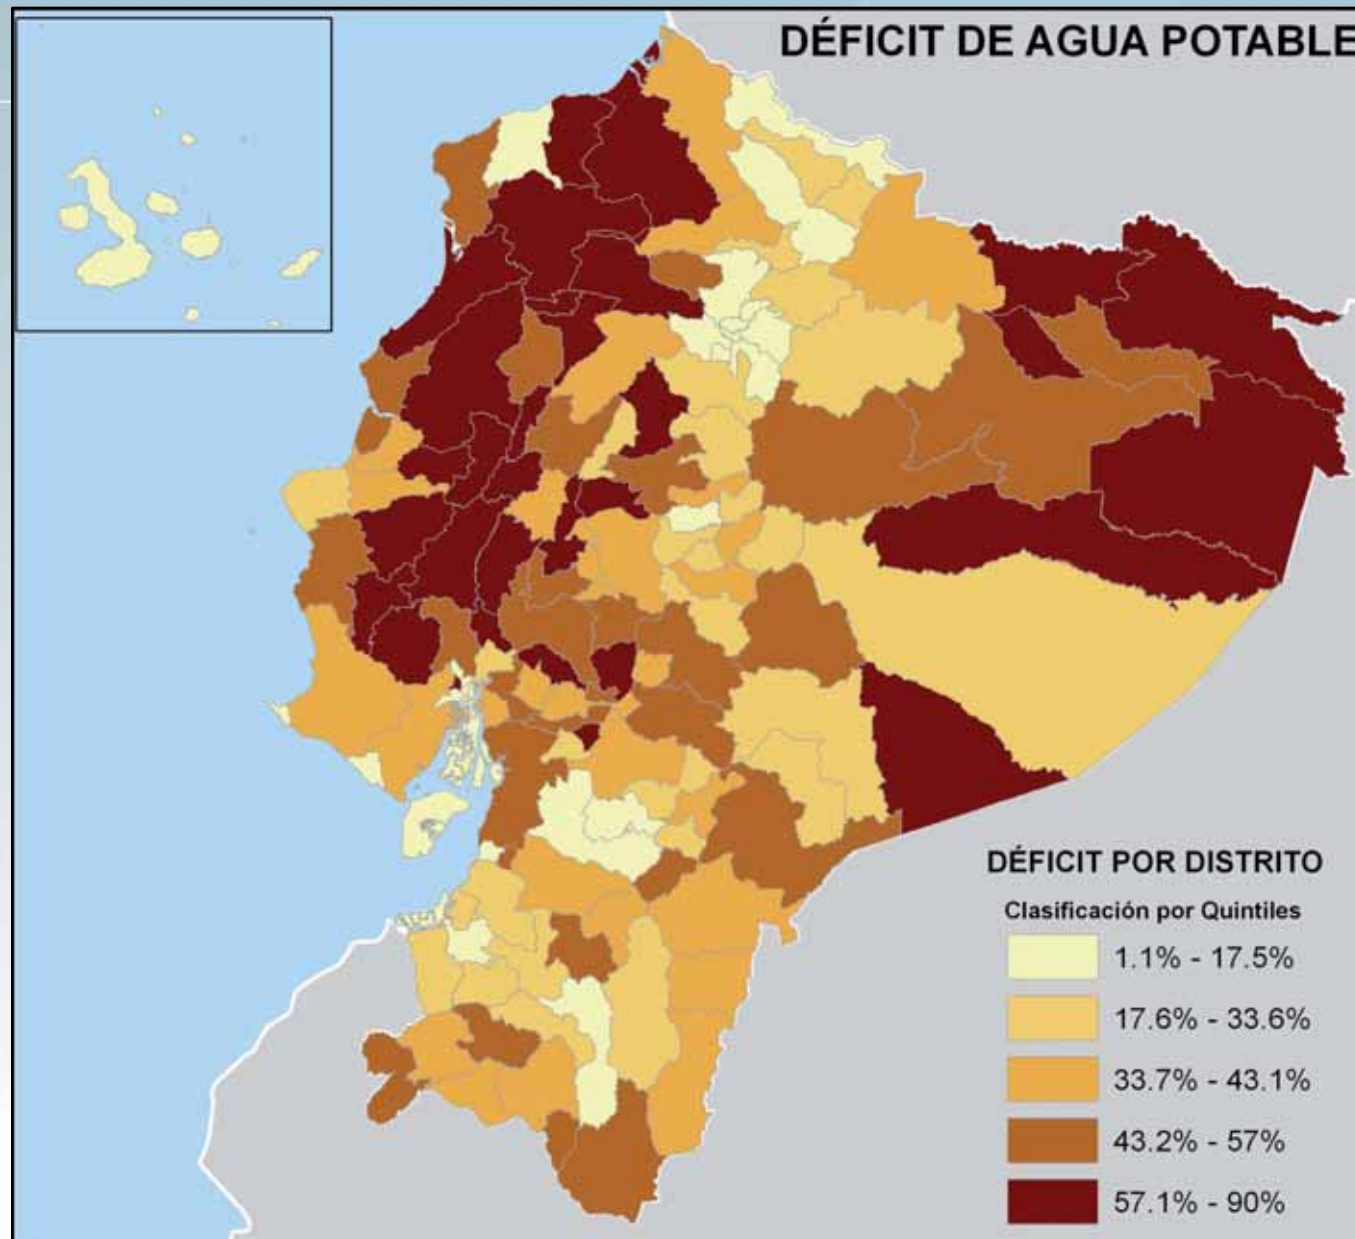 DÉFICIT DE AGUA POTABLE
DÉFICIT POR DISTRITO
Clasificación por Quintiles
1.1% - 17.5%
17.6% - 33.6%
33.7% - 43.1%
43.2% - 57%
57.1% - 90%